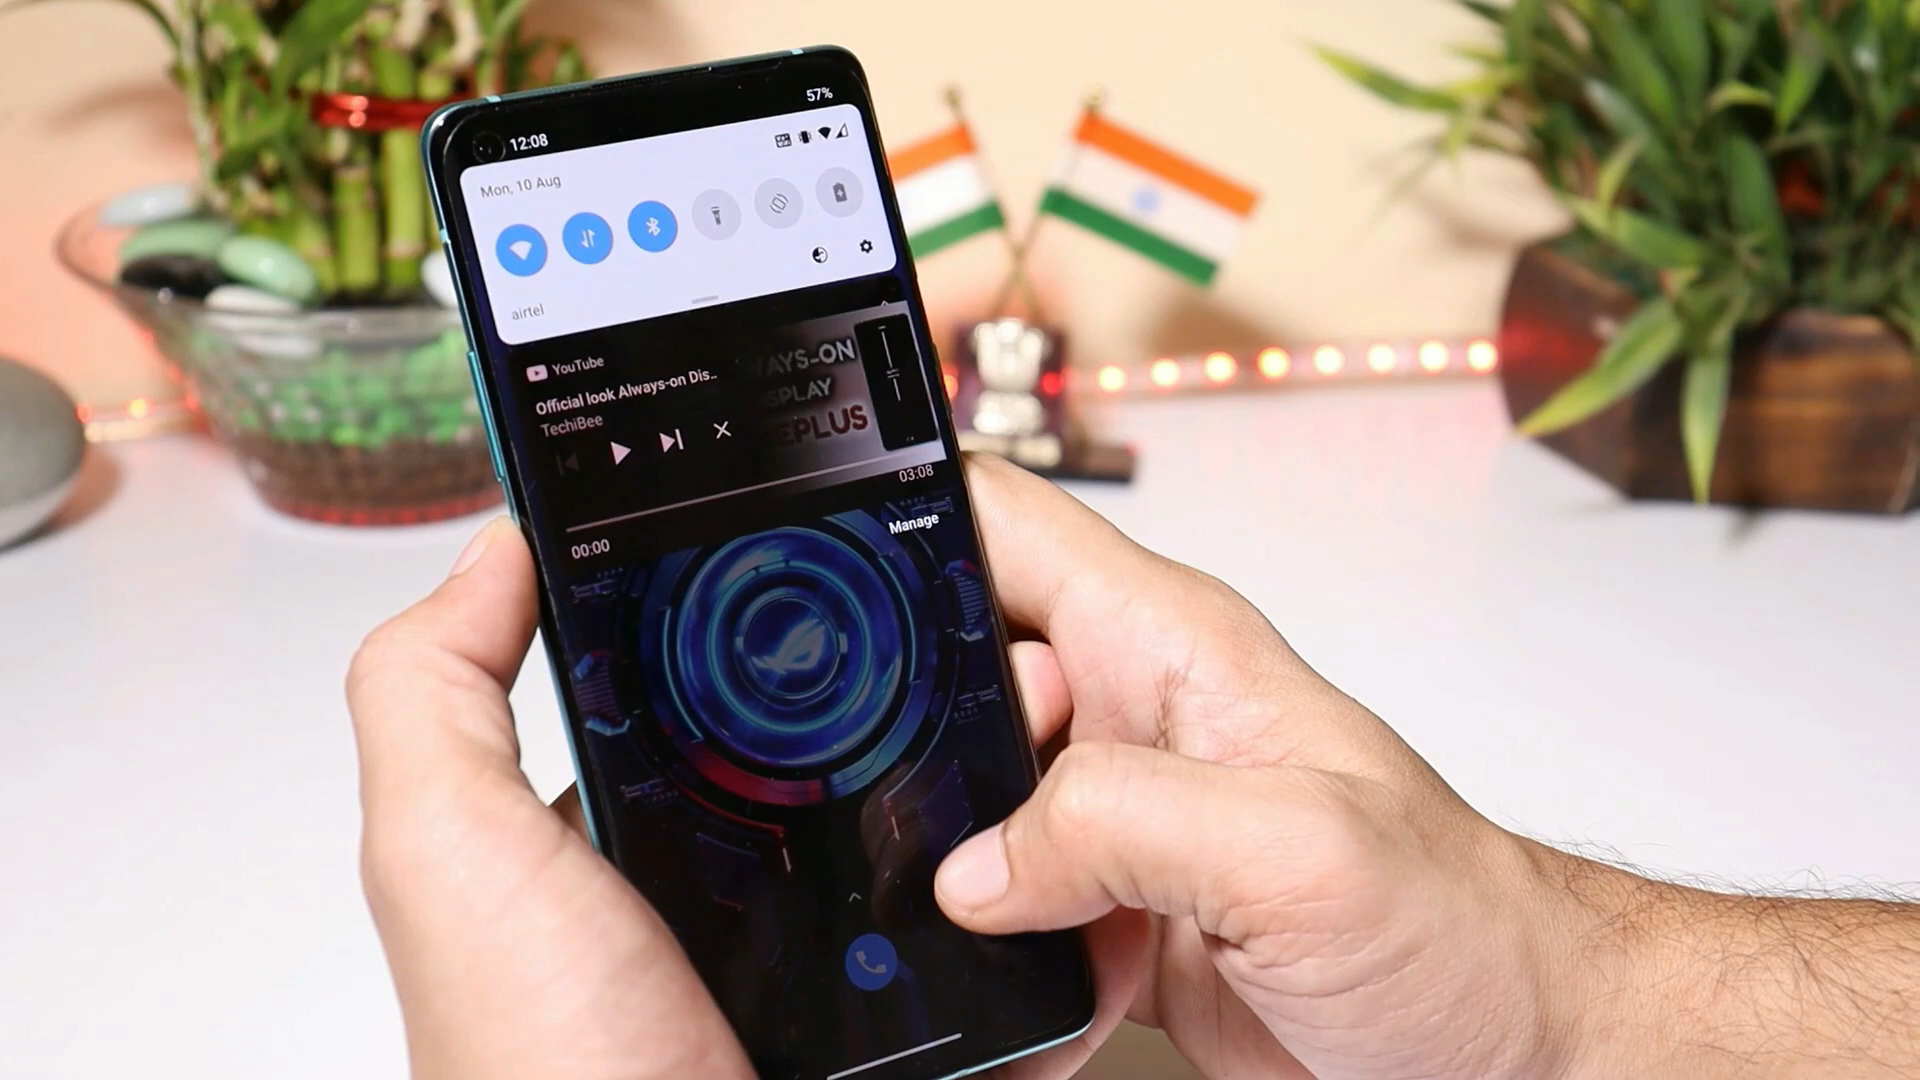 57%
12:08
Mon, 10 Aug
airtel
YouTube
Official look Always-on Dis..
TechiBee
WAYS-ON
SPLAY
EPLUS
03:08
00:00
Manage